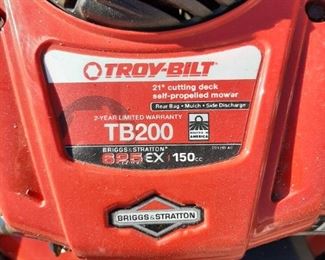 TROY-BILT
21" cutting deck
self-propelled mower
Rear Bag • Mulch • Side Discharge
2-YEAR LIMITED WARRANTY
TB200
BRIGGS & STRATTON
625 EX | 150cc
BRIGGS & STRATTON